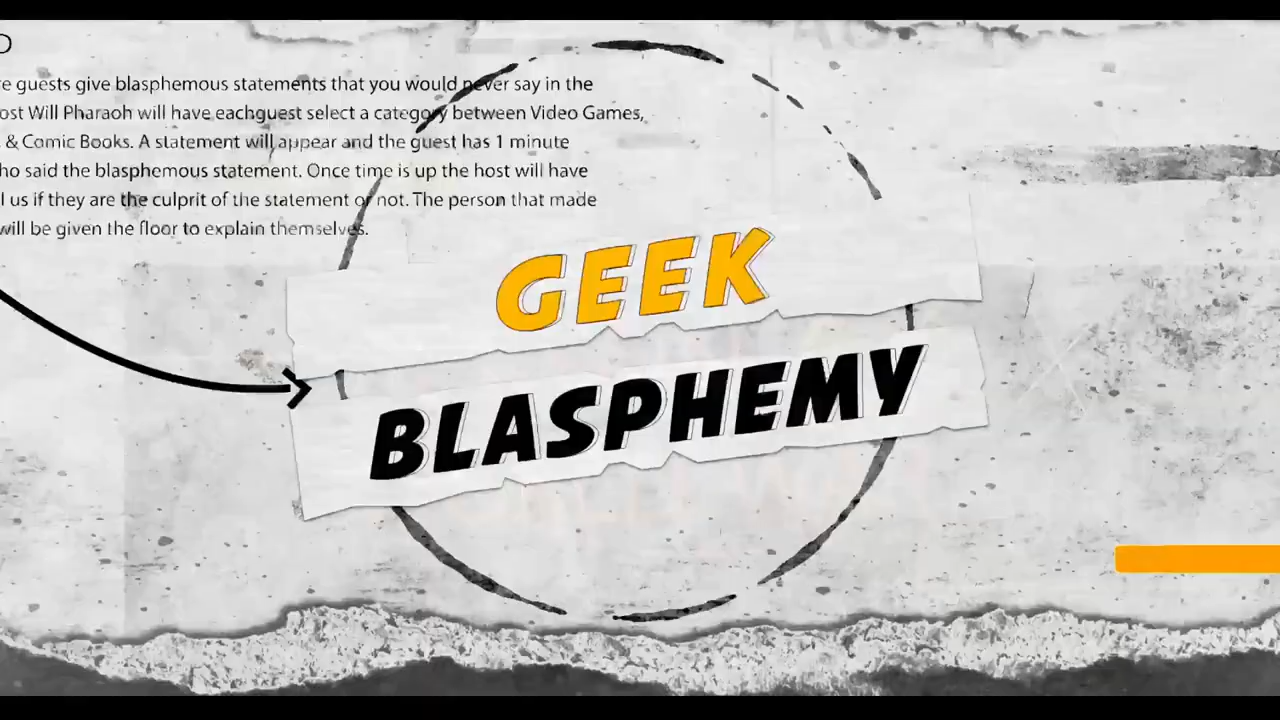 guests give blasphemous statements that you would never say in the
Will Pharaoh will have eachguest select a category between Video Games,
& Comic Books. A statement will appear and the guest has 1 minute
said the blasphemous statement. Once time is up the host will have
us if they are the culprit of the statement or not. The person that made
will be given the floor to explain themselves.
GEEK
BLASPHEMY